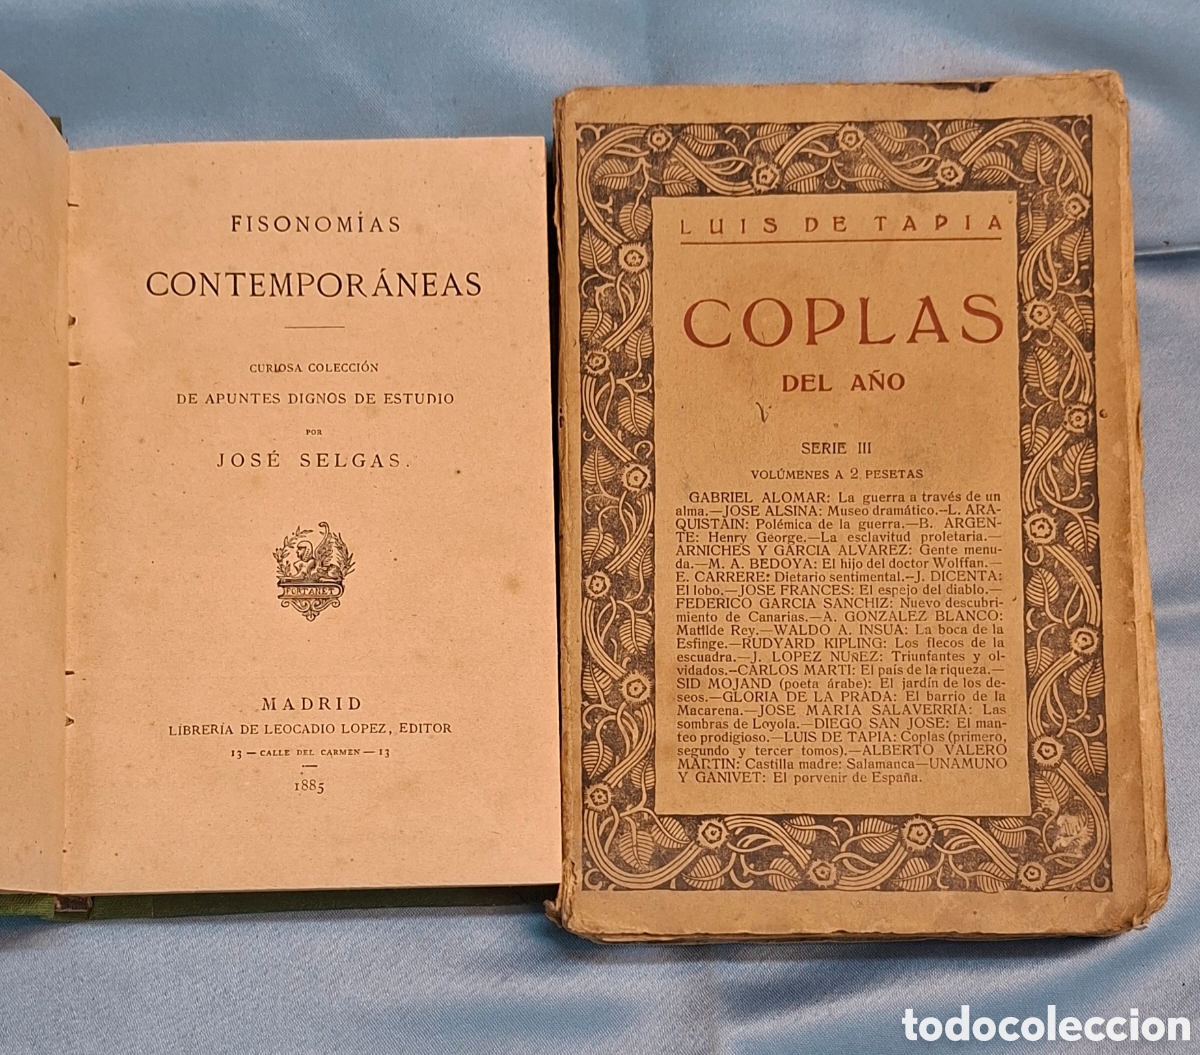 FISONOMÍAS
CONTEMPORÁNEAS
CURIOSA COLECCIÓN
DE APUNTES DIGNOS DE ESTUDIO
POR
JOSÉ SELGAS.
FORTANET
MADRID
LIBRERÍA DE LEOCADIO LOPEZ, EDITOR
13 — CALLE DEL CARMEN — 13
1885
LUIS DE TAPIA
COPLAS
DEL AÑO
SERIE III
VOLÚMENES A 2 PESETAS
GABRIEL ALOMAR: La guerra a través de un
alma.—JOSE ALSINA: Museo dramático.—L. ARA-
QUISTAIN: Polémica de la guerra.—B. ARGEN-
TE: Henry George.—La esclavitud proletaria.—
ARNICHES Y GARCIA ALVAREZ: Gente menu-
da.—M. A. BEDOYA: El hijo del doctor Wolffan.—
E. CARRERE: Dietario sentimental.—J. DICENTA:
El lobo.—JOSE FRANCES: El espejo del diablo.—
FEDERICO GARCIA SANCHIZ: Nuevo descubri-
miento de Canarias.—A. GONZALEZ BLANCO:
Matilde Rey.—WALDO A. INSUA: La boca de la
Esfinge.—RUDYARD KIPLING: Los flecos de la
escuadra.—J. LOPEZ NUÑEZ: Triunfantes y ol-
vidados.—CARLOS MARTI: El país de la riqueza.—
SID MOJAND (poeta árabe): El jardín de los de-
seos.—GLORIA DE LA PRADA: El barrio de la
Macarena.—JOSE MARIA SALAVERRIA: Las
sombras de Loyola.—DIEGO SAN JOSE: El man-
teo prodigioso.—LUIS DE TAPIA: Coplas (primero,
segundo y tercer tomos).—ALBERTO VALERO
MARTIN: Castilla madre: Salamanca—UNAMUNO
Y GANIVET: El porvenir de España.
todocoleccion